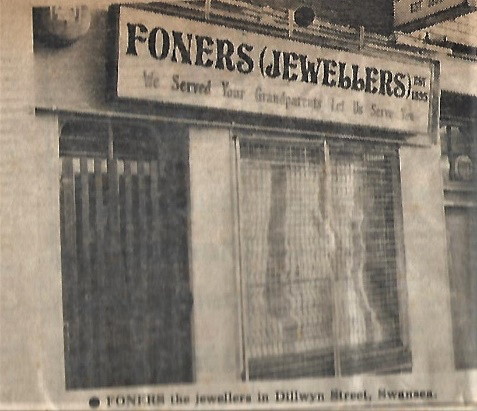 FONERS (JEWELLERS) EST 1895
We Served Your Grandparents Let Us Serve You
● FONERS the jewellers in Dillwyn Street, Swansea.